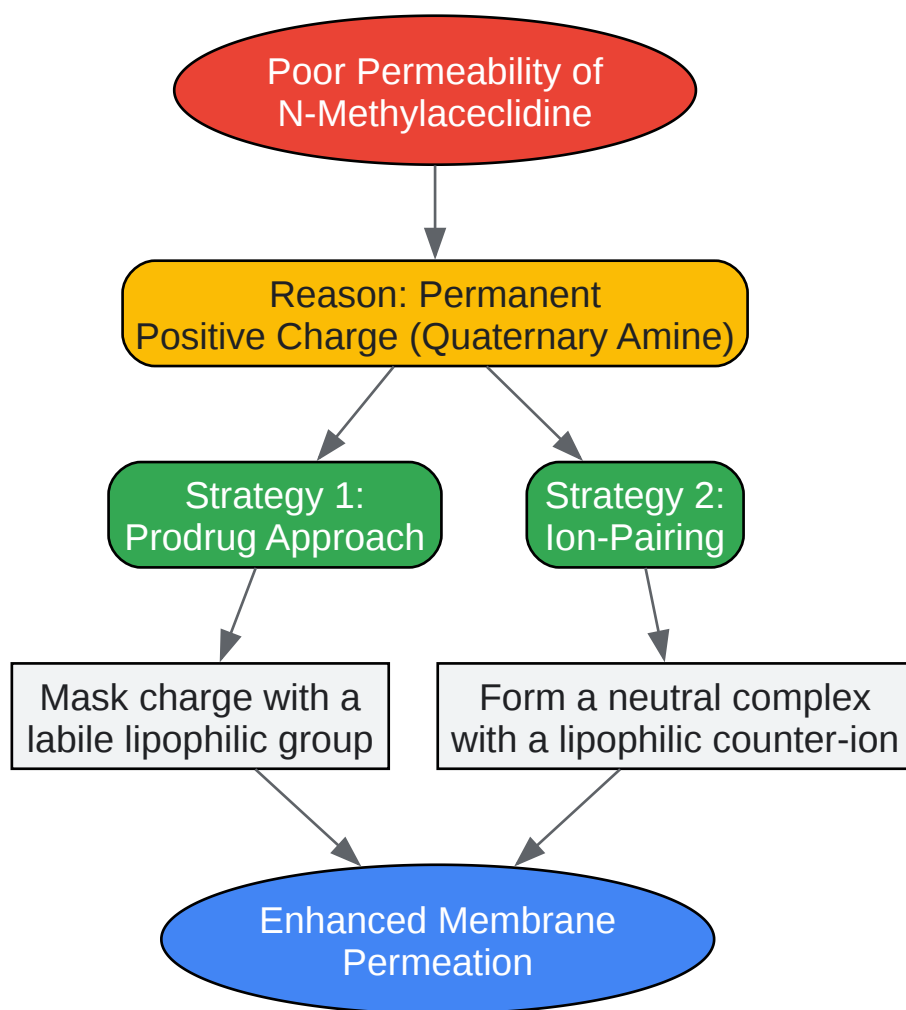 Poor Permeability of
N-Methylaceclidine
Reason: Permanent
Positive Charge (Quaternary Amine)
Strategy 1:
Prodrug Approach
Strategy 2:
Ion-Pairing
Mask charge with a
labile lipophilic group
Form a neutral complex
with a lipophilic counter-ion
Enhanced Membrane
Permeation